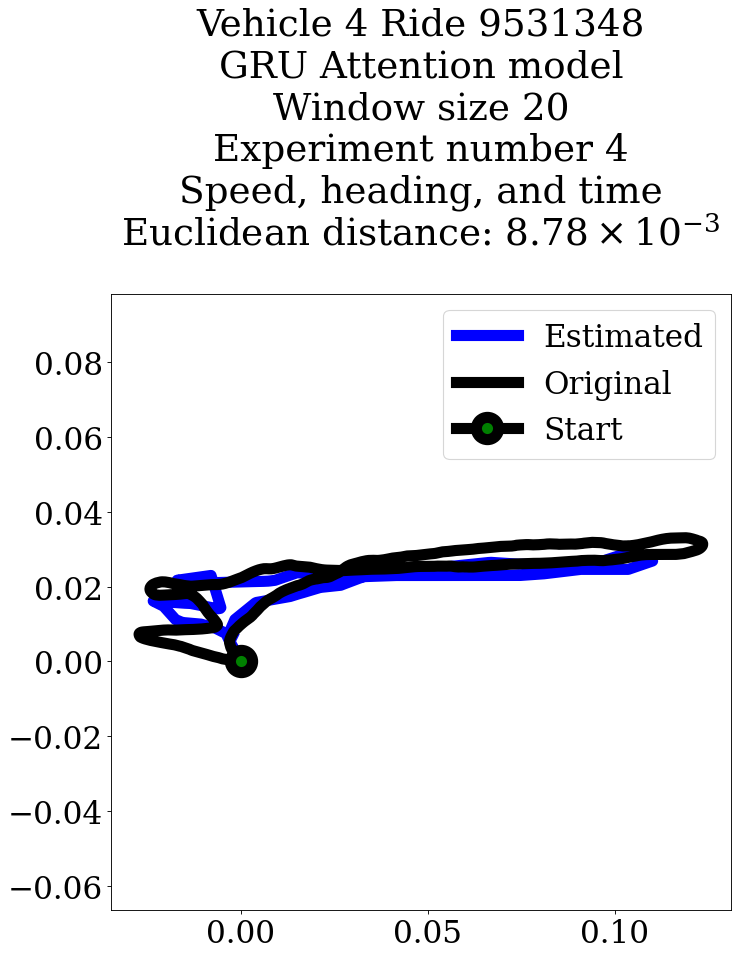 Vehicle 4 Ride 9531348
GRU Attention model
Window size 20
Experiment number 4
Speed, heading, and time
Euclidean distance: 8.78 × 10⁻³
Estimated
Original
Start
0.08
0.06
0.04
0.02
0.00
−0.02
−0.04
−0.06
0.00 0.05 0.10